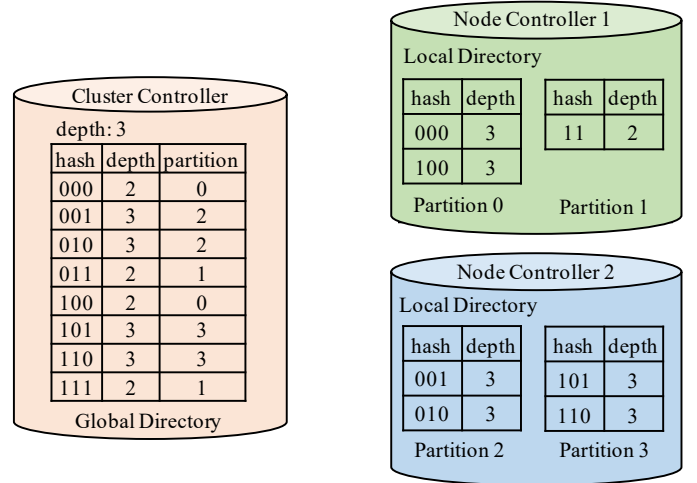 Cluster Controller
depth: 3
hash depth partition
000 2 0
001 3 2
010 3 2
011 2 1
100 2 0
101 3 3
110 3 3
111 2 1
Global Directory
Node Controller 1
Local Directory
hash depth
000 3
100 3
Partition 0
hash depth
11 2
Partition 1
Node Controller 2
Local Directory
hash depth
001 3
010 3
Partition 2
hash depth
101 3
110 3
Partition 3